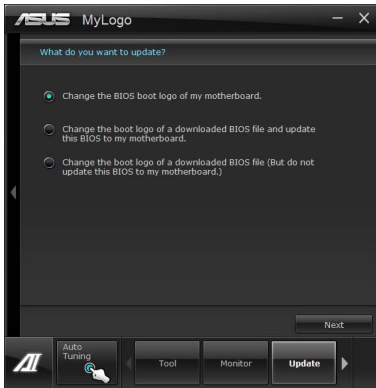 ASUS MyLogo
What do you want to update?
Change the BIOS boot logo of my motherboard.
Change the boot logo of a downloaded BIOS file and update
this BIOS to my motherboard.
Change the boot logo of a downloaded BIOS file (But do not
update this BIOS to my motherboard.)
Next
Auto
Tuning
Tool
Monitor
Update